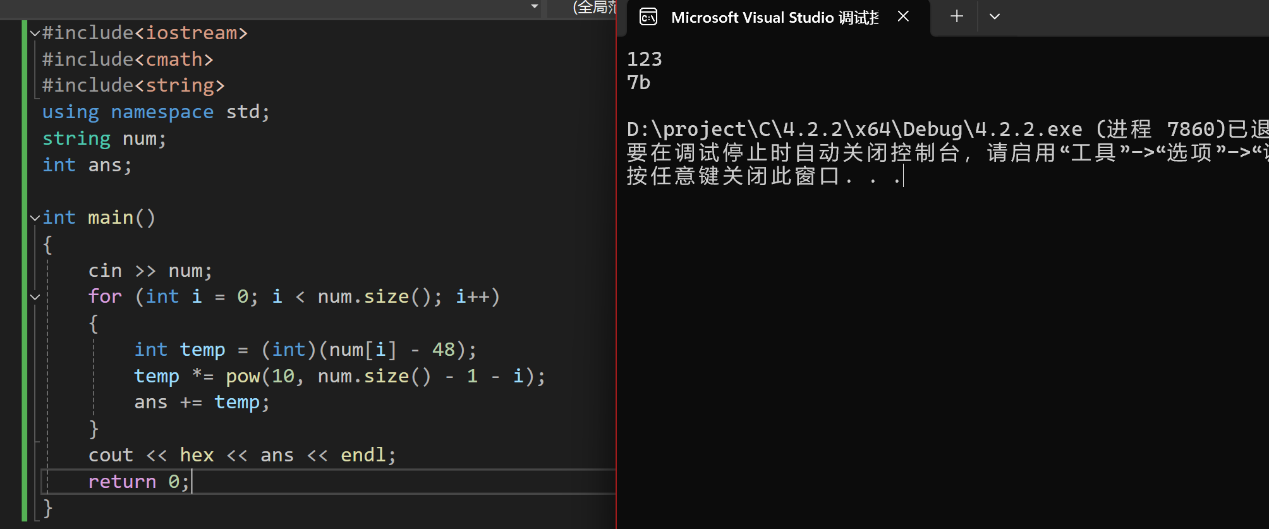 (全局范
#include<iostream>
#include<cmath>
#include<string>
using namespace std;
string num;
int ans;
int main()
{
cin >> num;
for (int i = 0; i < num.size(); i++)
{
int temp = (int)(num[i] - 48);
temp *= pow(10, num.size() - 1 - i);
ans += temp;
}
cout << hex << ans << endl;
return 0;
}
Microsoft Visual Studio 调试控
123
7b
D:\project\C\4.2.2\x64\Debug\4.2.2.exe (进程 7860)已退
要在调试停止时自动关闭控制台，请启用“工具”->“选项”->“调
按任意键关闭此窗口. . .